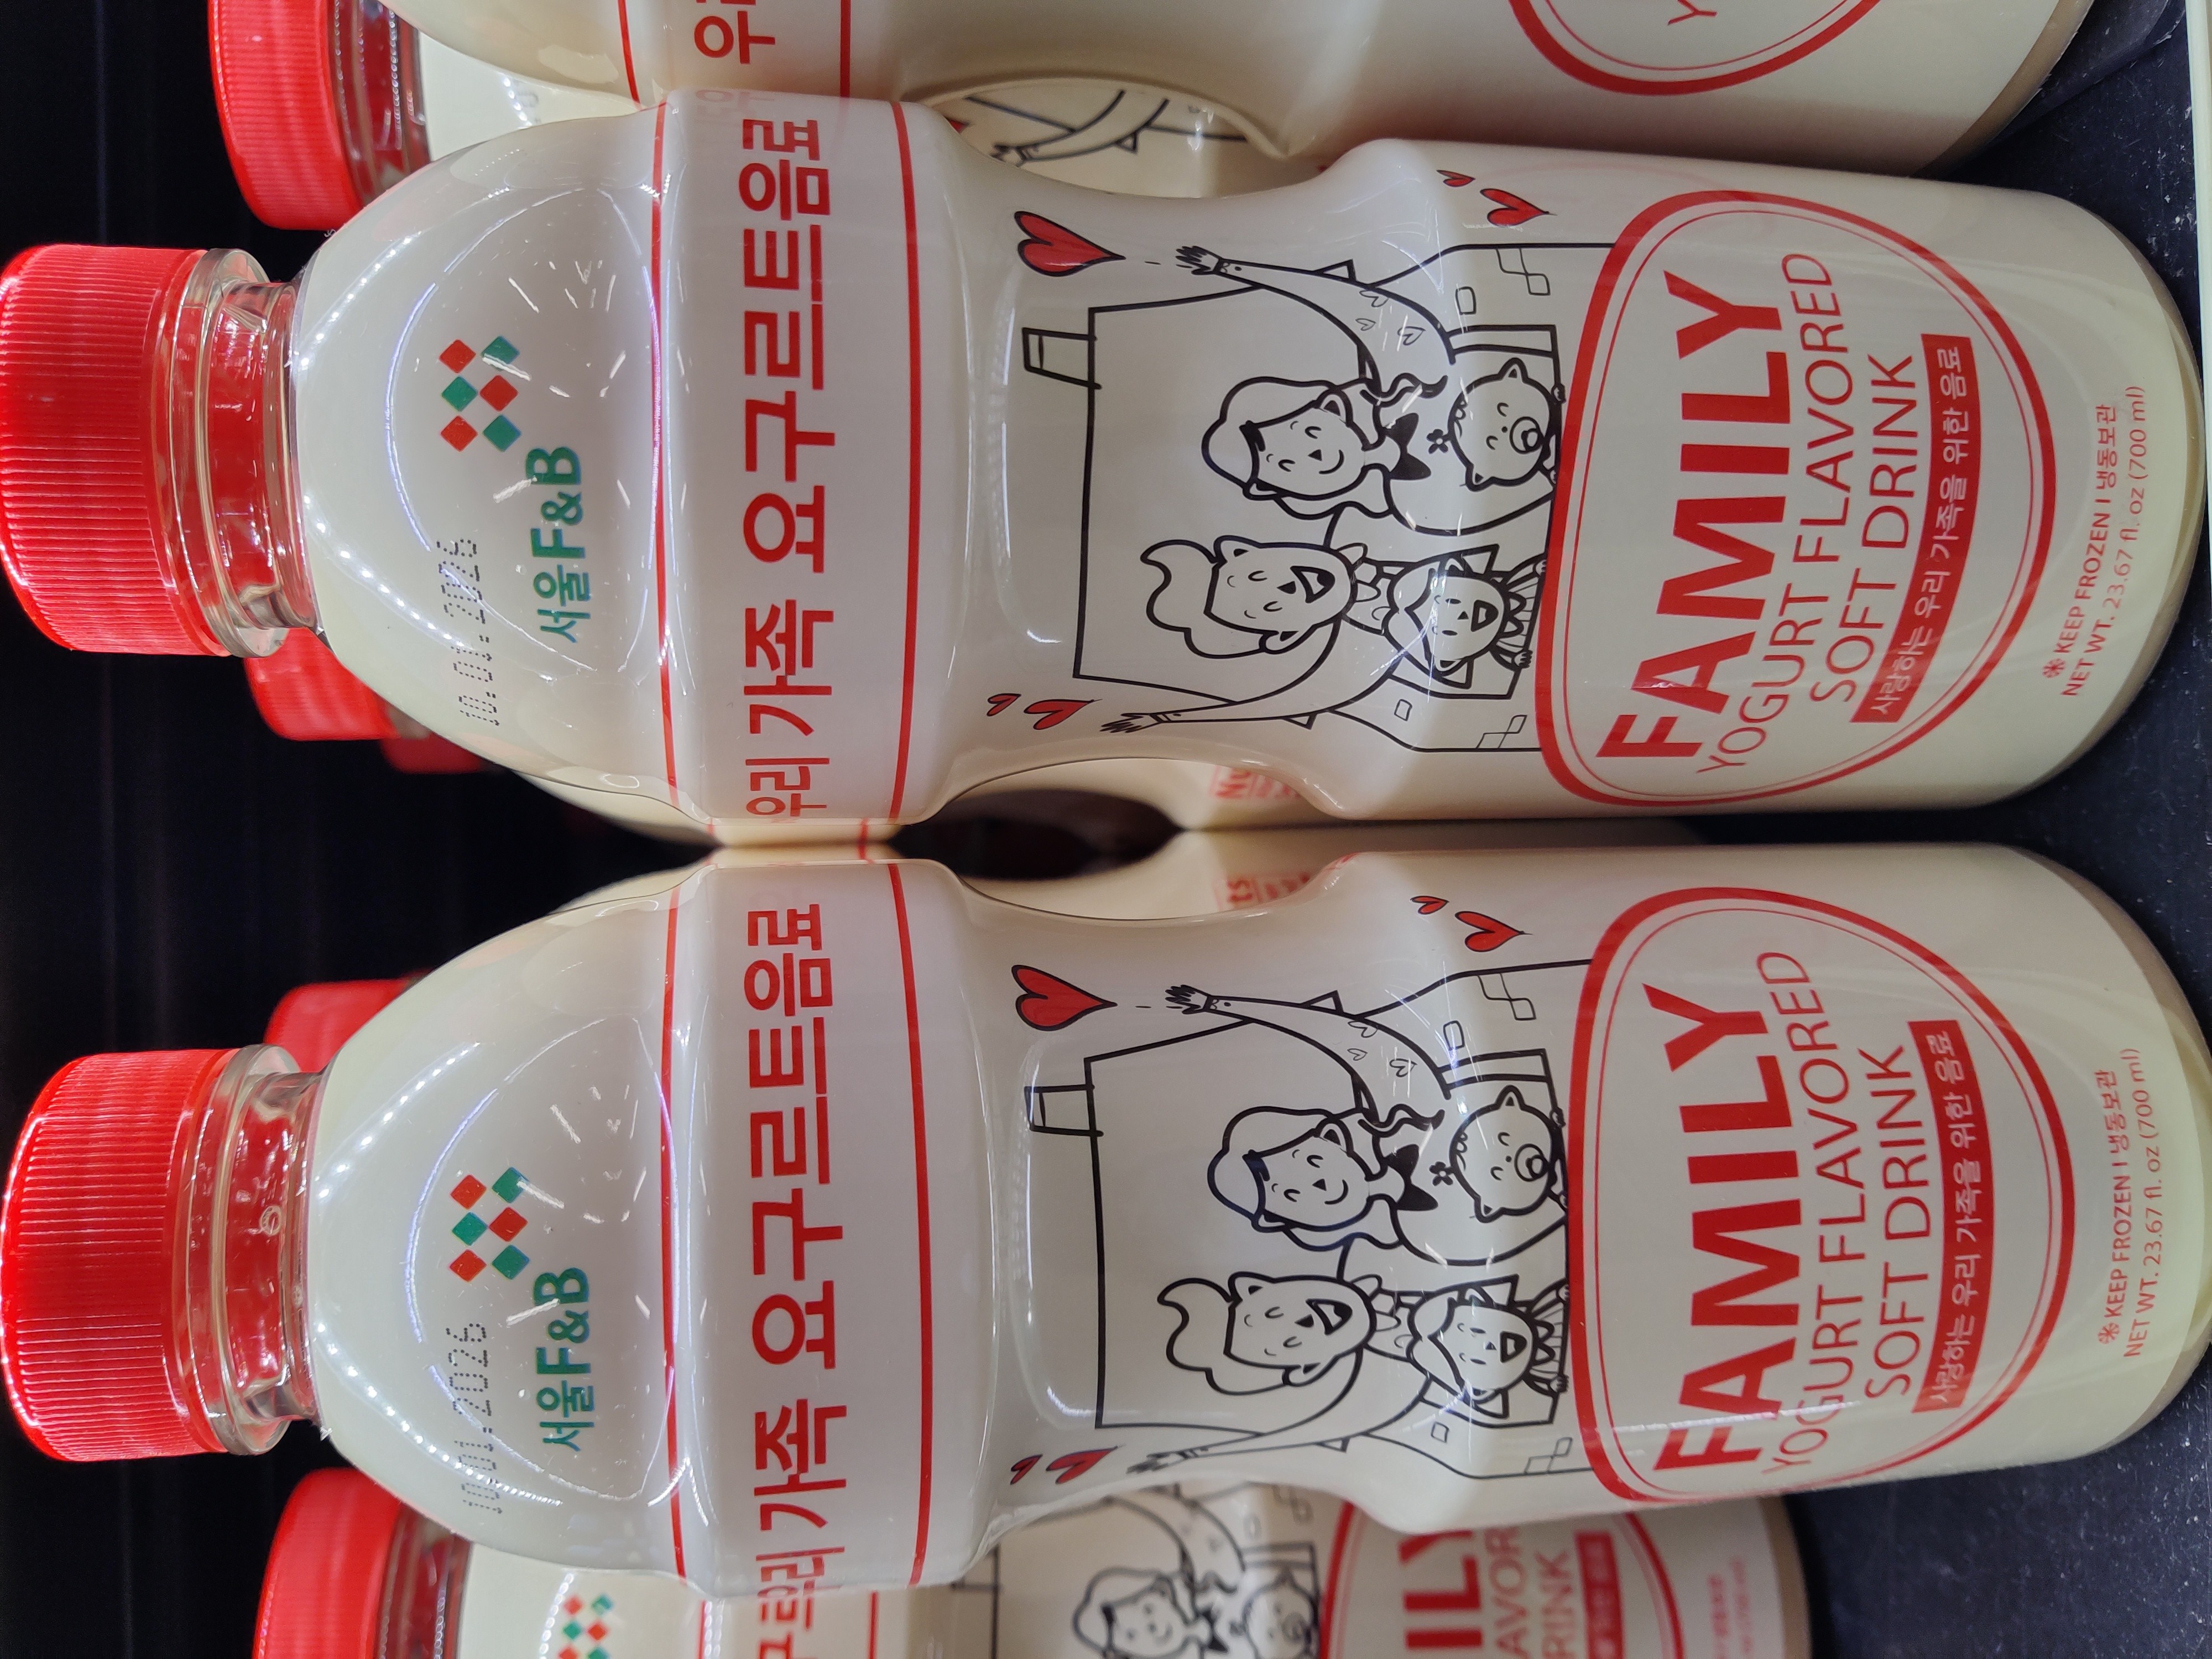 10.01.2026
서울F&B
우리 가족 요구르트음료
FAMILY
YOGURT FLAVORED
SOFT DRINK
사랑하는 우리 가족을 위한 음료
※ KEEP FROZEN I 냉동보관
NET WT. 23.67 fl. oz (700 ml)
10.01.2026
서울F&B
우리 가족 요구르트음료
FAMILY
YOGURT FLAVORED
SOFT DRINK
사랑하는 우리 가족을 위한 음료
※ KEEP FROZEN I 냉동보관
NET WT. 23.67 fl. oz (700 ml)